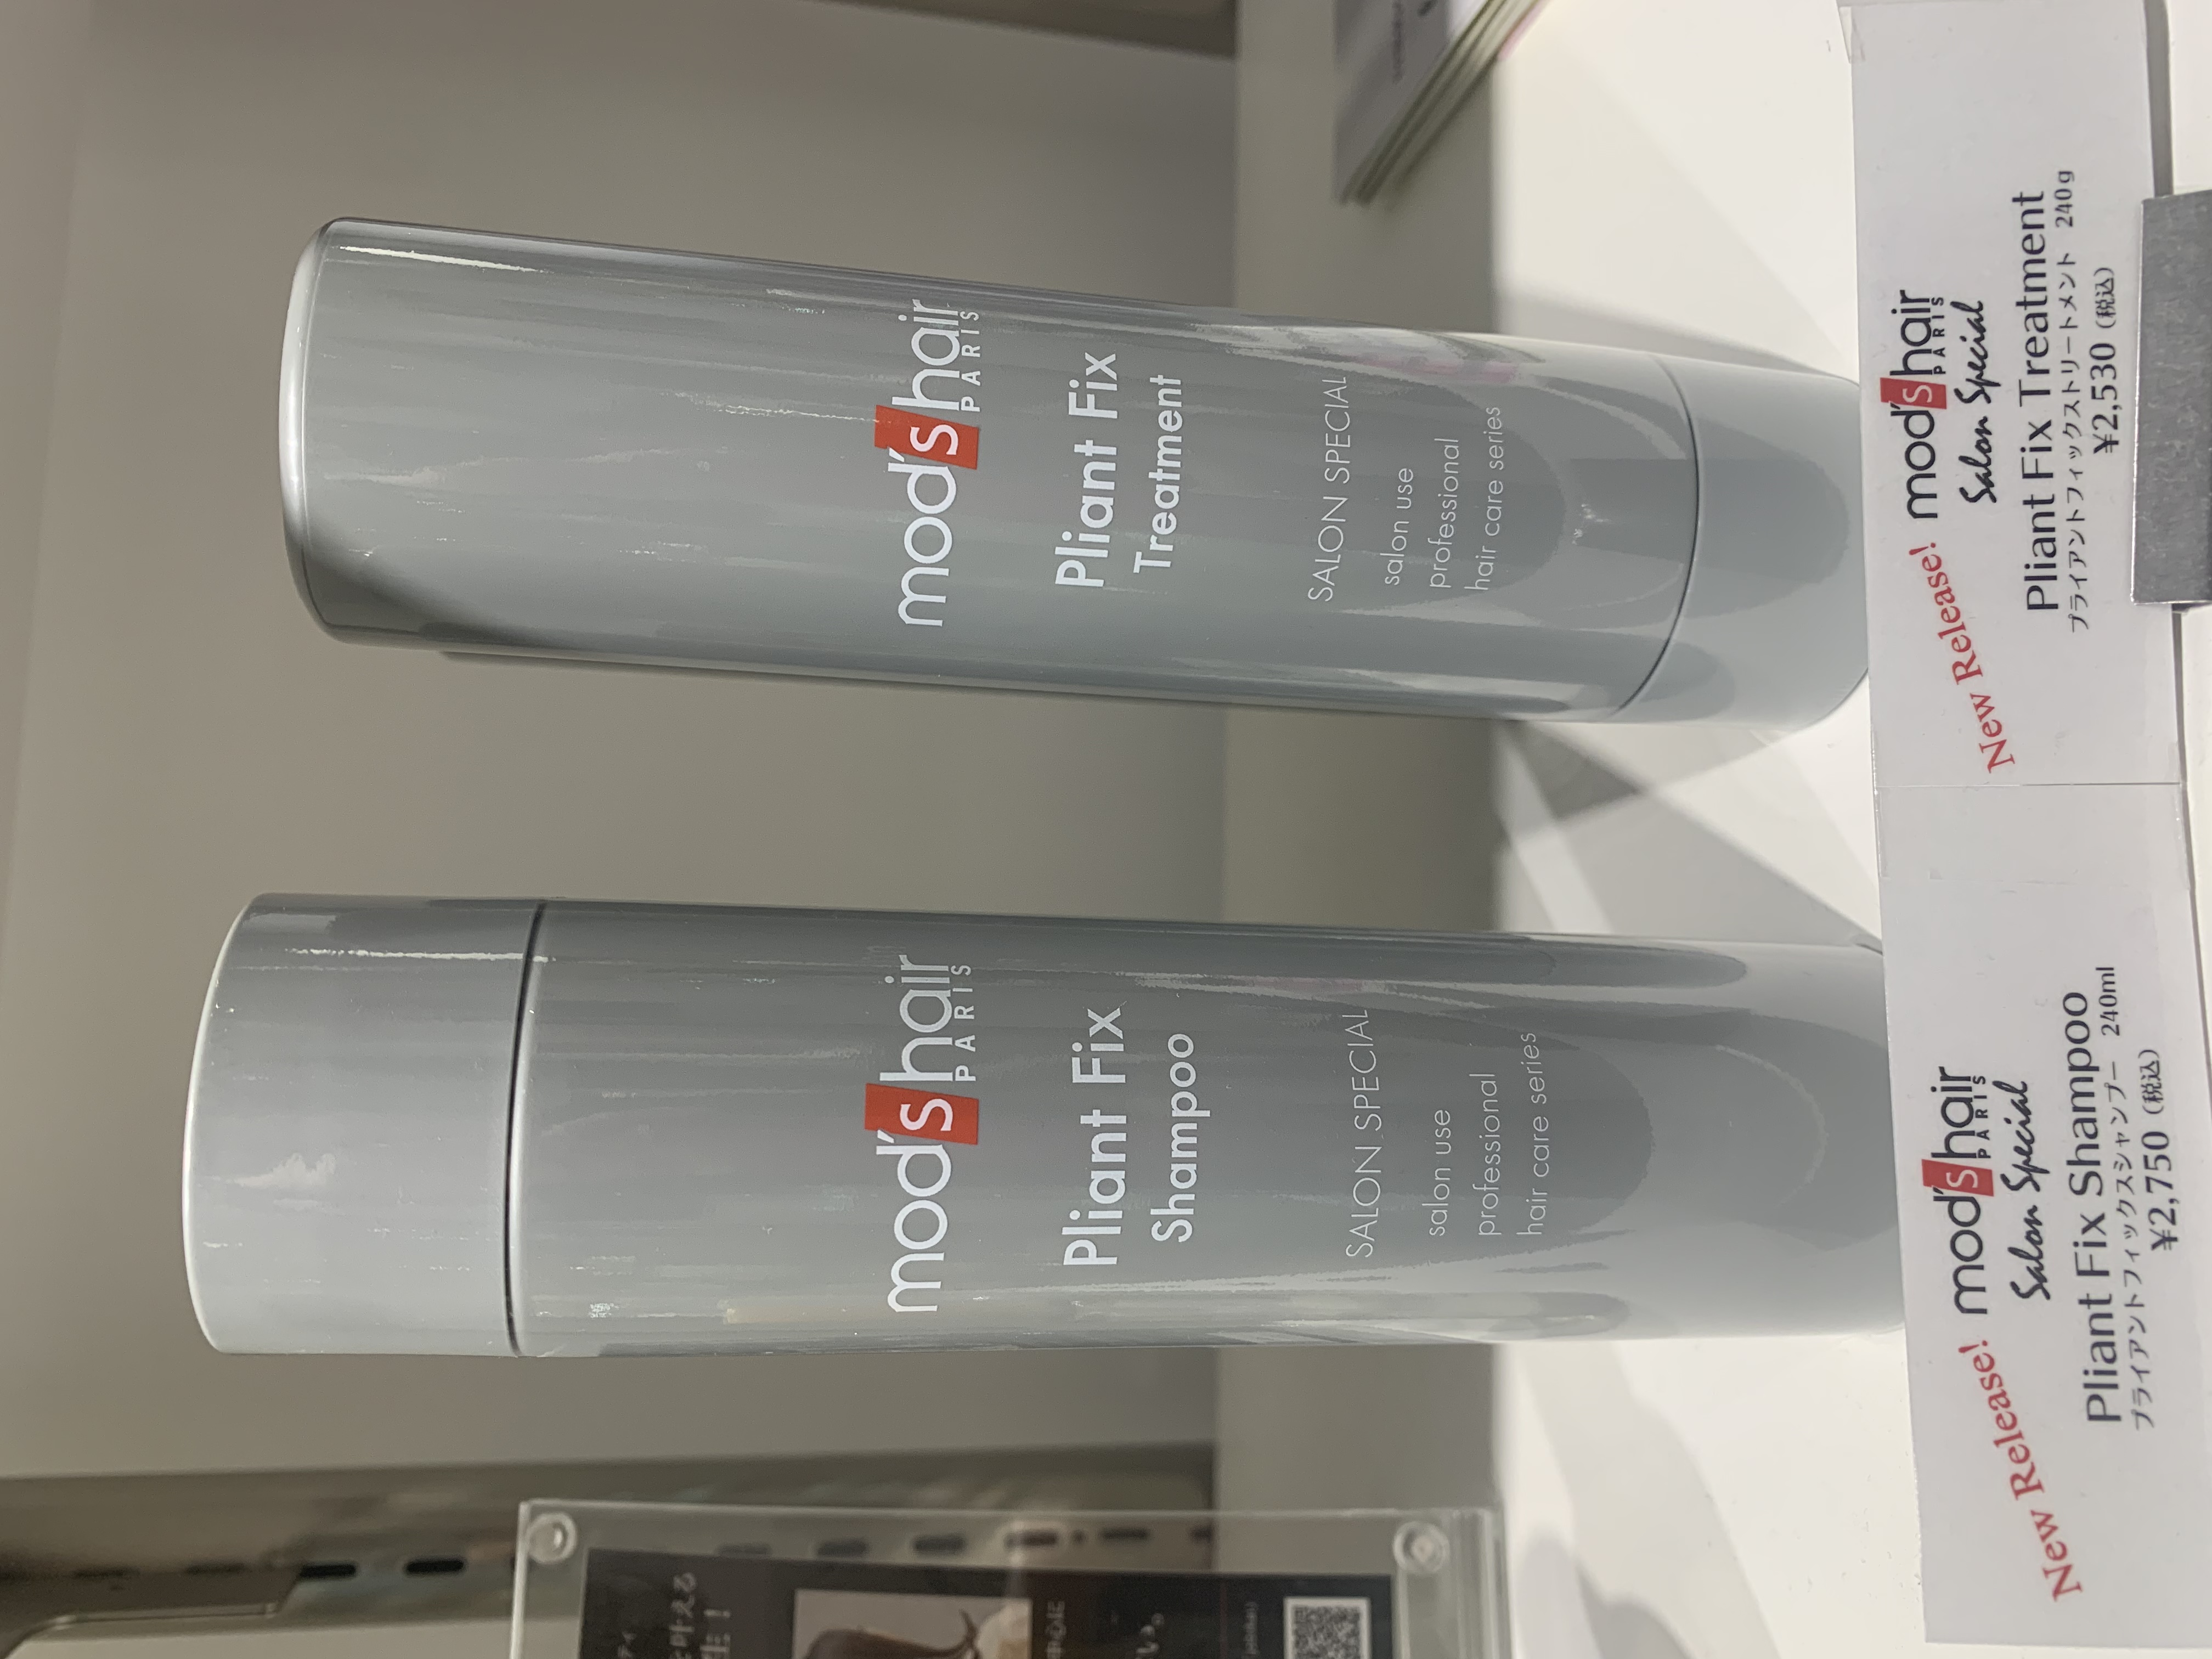 mod's hair
PARIS
Pliant Fix
Shampoo
SALON SPECIAL
salon use
professional
hair care series
mod's hair
PARIS
Pliant Fix
Treatment
SALON SPECIAL
salon use
professional
hair care series
New Release!
mod's hair
PARIS
Salon Special
Pliant Fix Shampoo
プライアントフィックスシャンプー 240ml
¥2,750 (税込)
New Release!
mod's hair
PARIS
Salon Special
Pliant Fix Treatment
プライアントフィックストリートメント 240g
¥2,530 (税込)
叶える